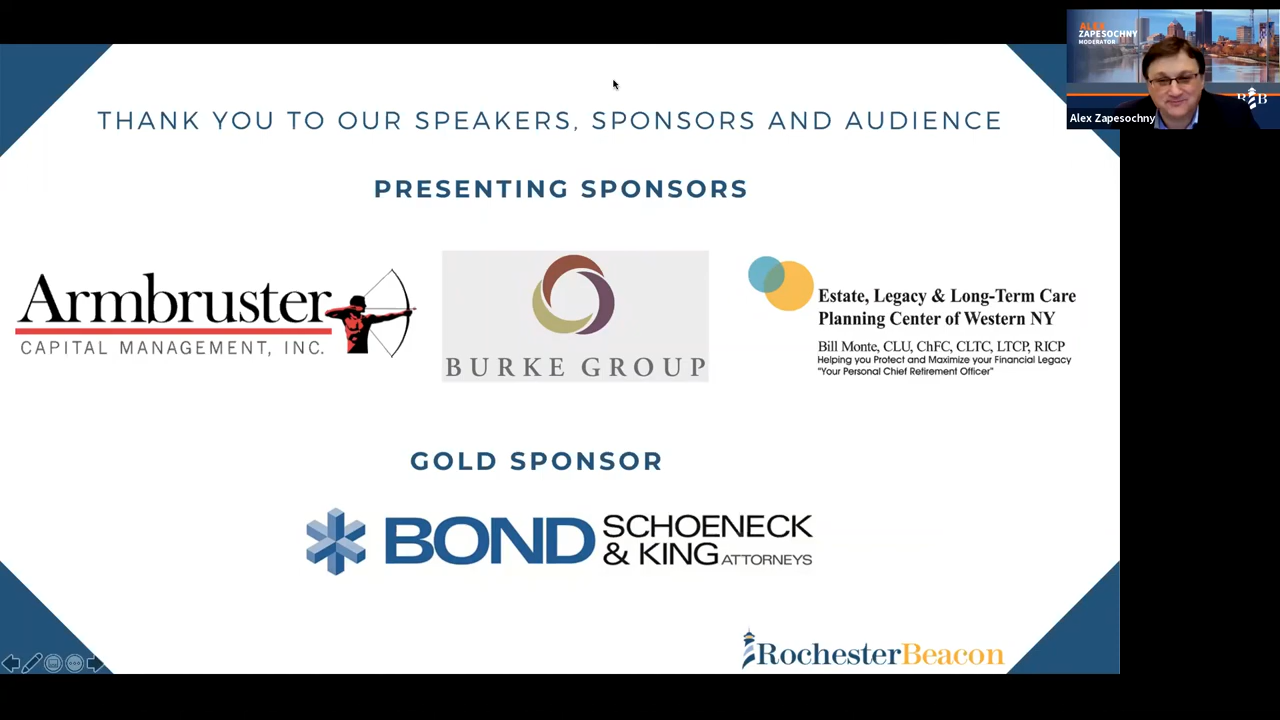 THANK YOU TO OUR SPEAKERS, SPONSORS AND AUDIENCE
PRESENTING SPONSORS
Armbruster
CAPITAL MANAGEMENT, INC.
BURKE GROUP
Estate, Legacy & Long-Term Care
Planning Center of Western NY
Bill Monte, CLU, ChFC, CLTC, LTCP, RICP
Helping you Protect and Maximize your Financial Legacy
"Your Personal Chief Retirement Officer"
GOLD SPONSOR
BOND
SCHOENECK
& KING ATTORNEYS
RochesterBeacon
ALEX
ZAPESOCHNY
MODERATOR
R B
Alex Zapesochny